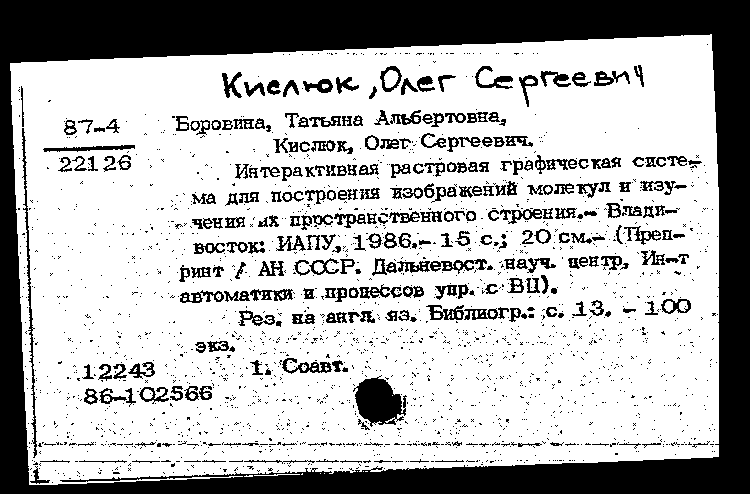 Кислюк, Олег Сергеевич
87-4 Боровина, Татьяна Альбертовна,
Кислюк, Олег Сергеевич.
22126 Интерактивная растровая графическая систе-
ма для построения изображений молекул и изу-
чения их пространственного строения.- Влади-
восток: ИАПУ, 1986.- 15 с.; 20 см.- (Преп-
ринт / АН СССР. Дальневост. науч. центр, Ин-т
автоматики и процессов упр. с ВЦ).
Рез. на англ. яз. Библиогр.: с. 13. - 100
экз.
12243 1. Соавт.
86-102566